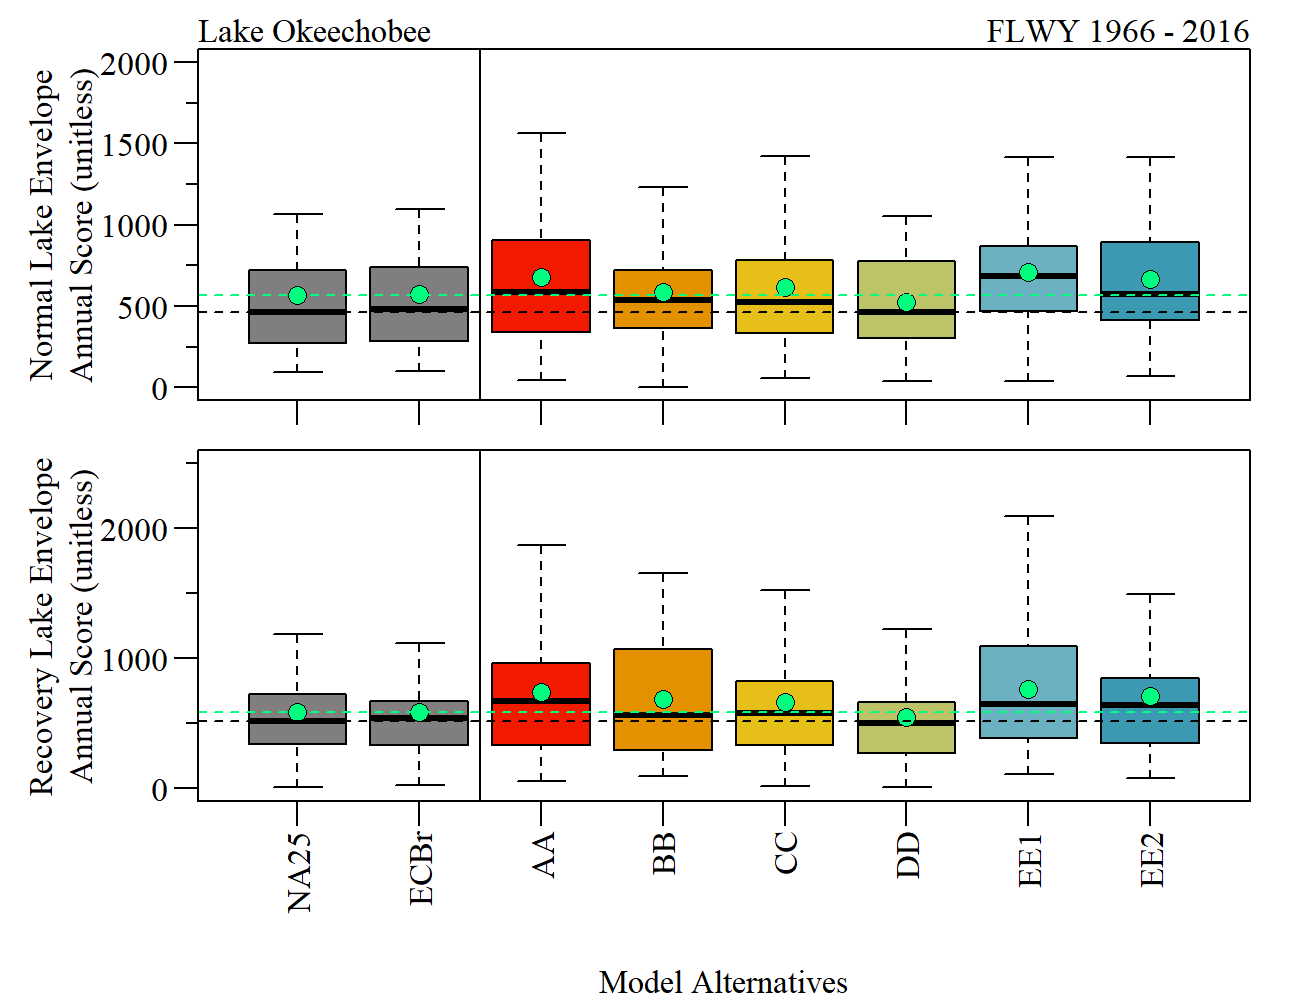 Lake Okeechobee
FLWY 1966 - 2016
Normal Lake Envelope
Annual Score (unitless)
2000
1500
1000
500
0
Recovery Lake Envelope
Annual Score (unitless)
2000
1000
0
NA25
ECBr
AA
BB
CC
DD
EE1
EE2
Model Alternatives